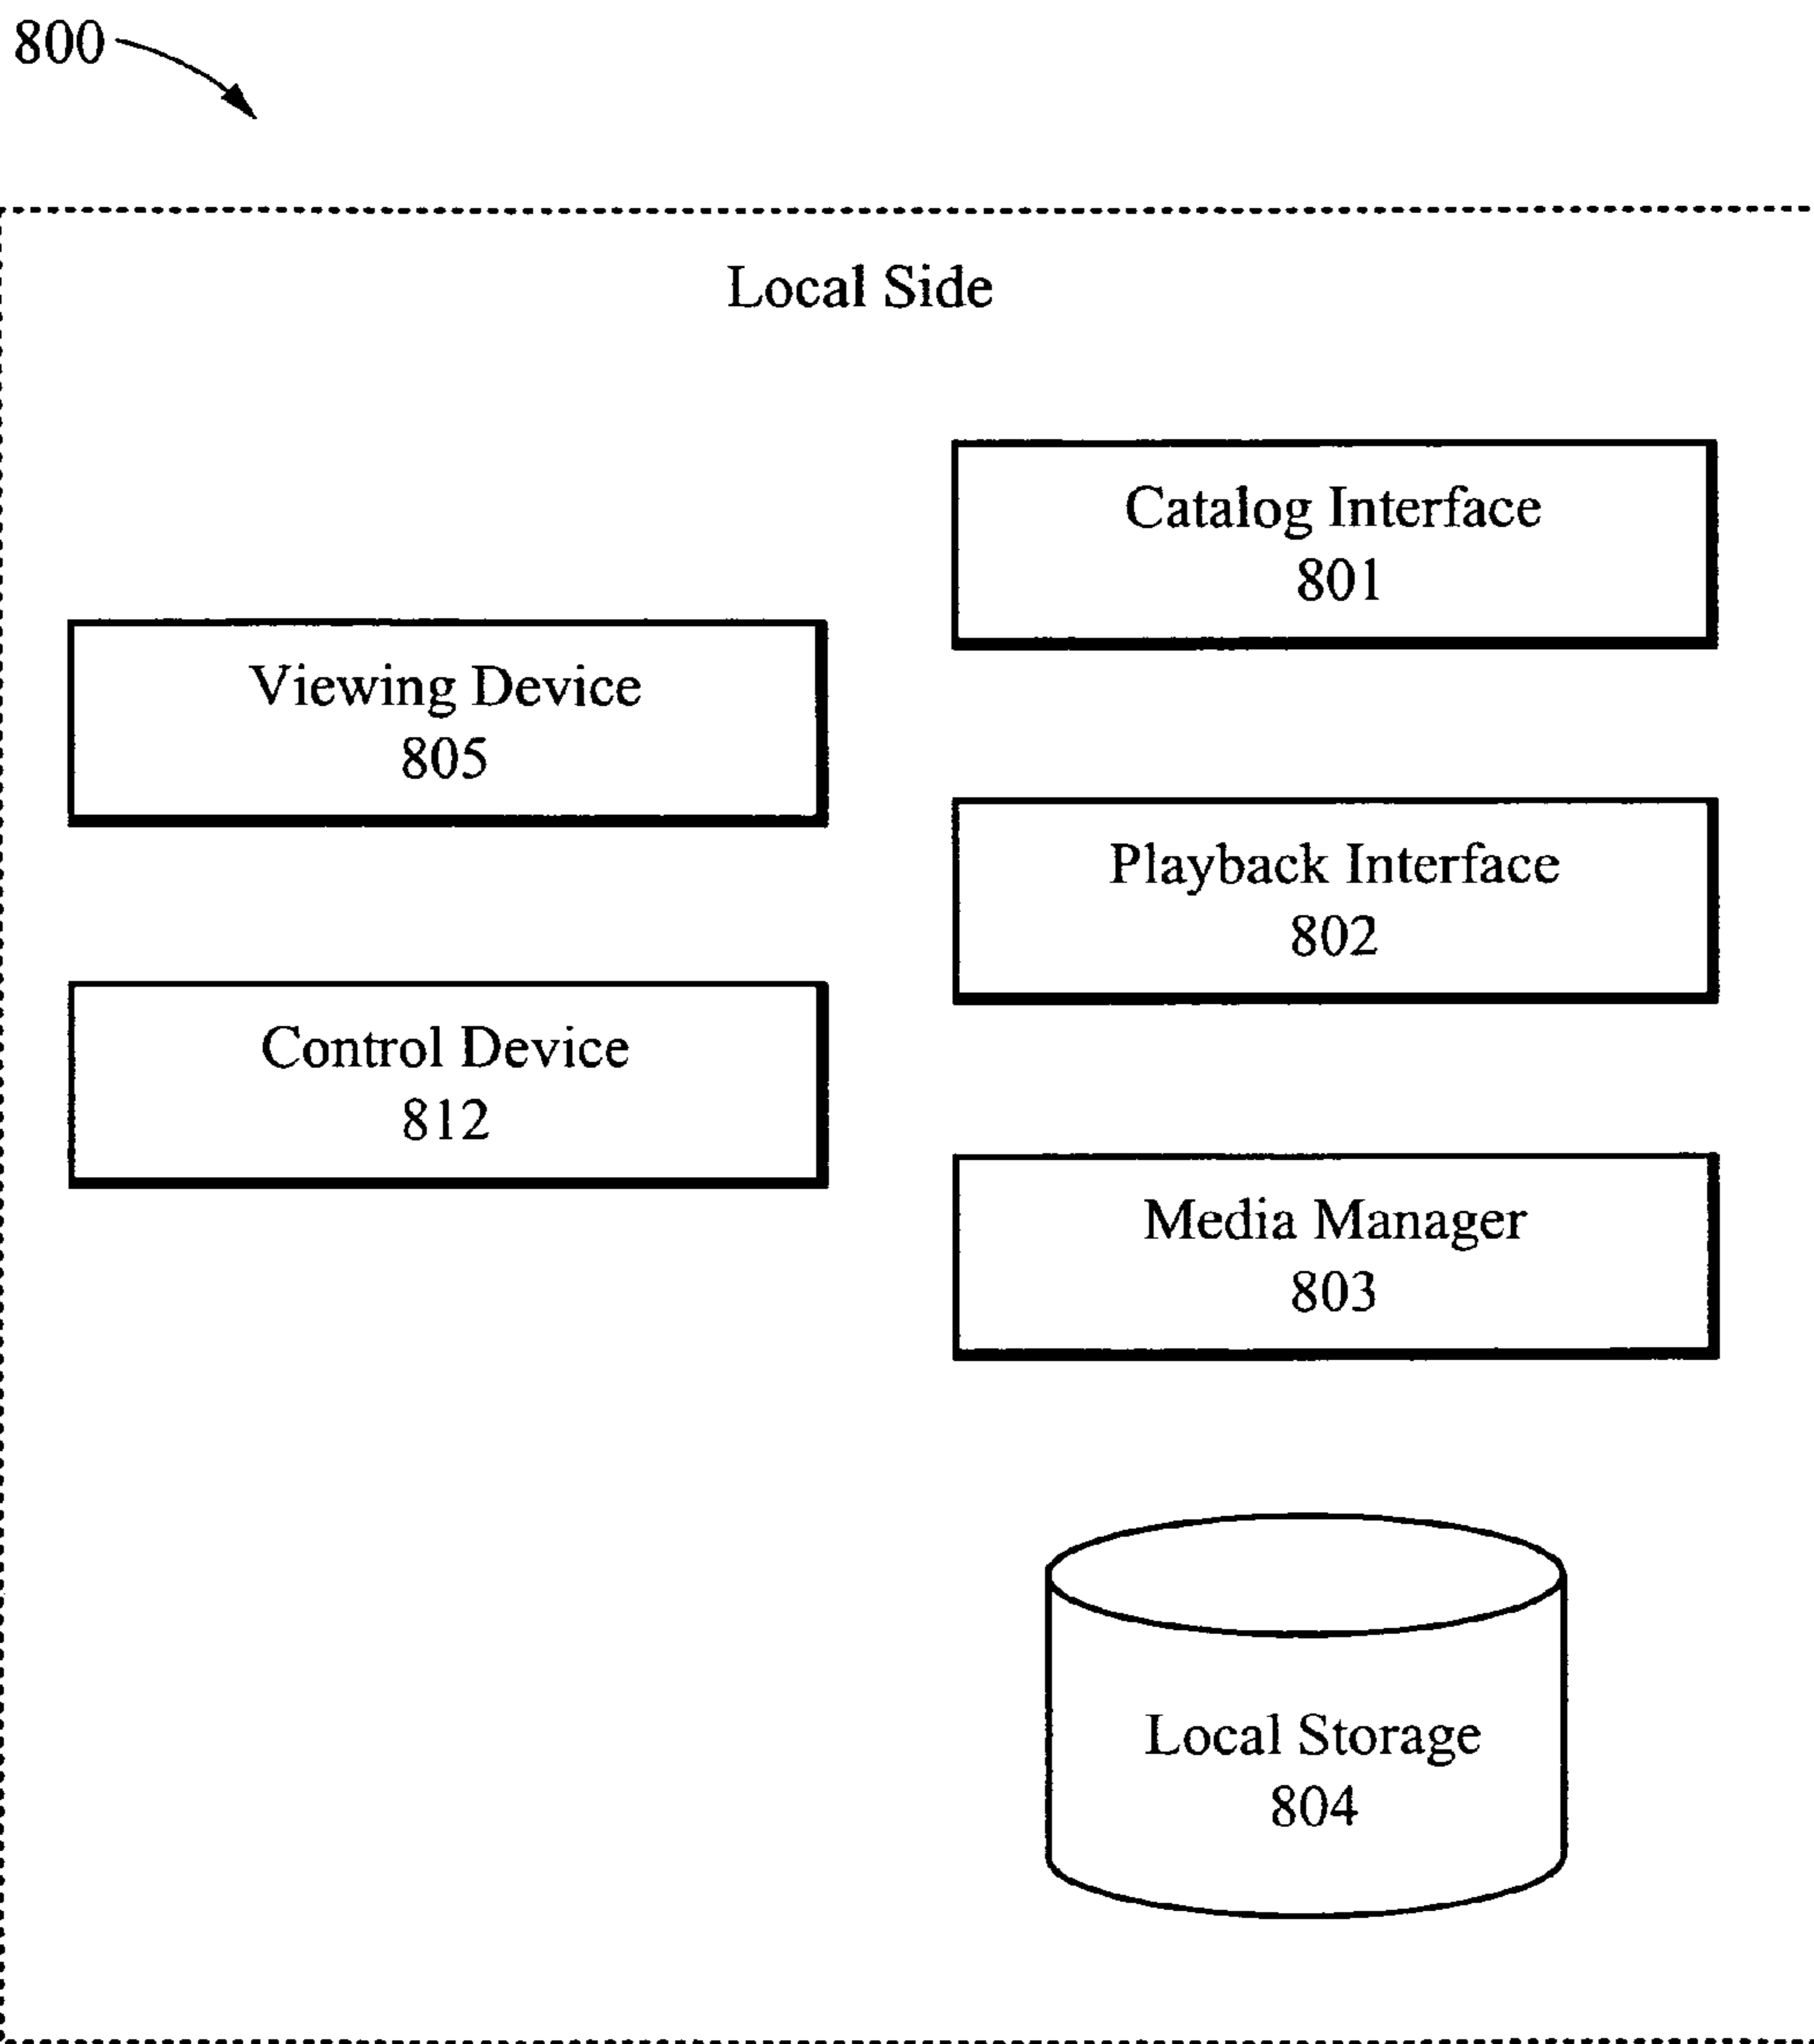 800
Local Side
Catalog Interface
801
Viewing Device
805
Playback Interface
802
Control Device
812
Media Manager
803
Local Storage
804